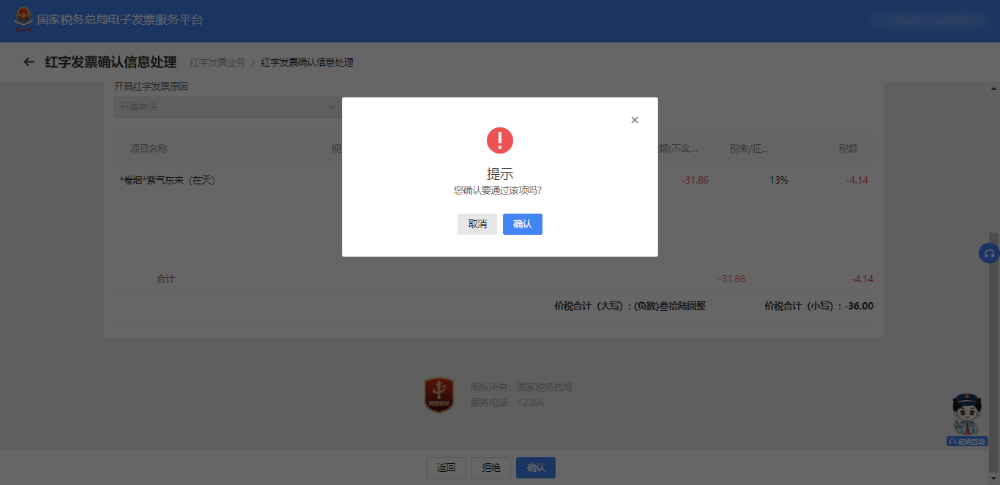 国家税务总局电子发票服务平台
红字发票确认信息处理 红字发票业务 > 红字发票确认信息处理
开具红字发票原因
开票有误
项目名称 额(不含... 税率/征... 税额
*卷烟*紫气东来（在天） -31.86 13% -4.14
提示
您确认要通过该项吗?
取消 确认
合计 -31.86 -4.14
价税合计（大写）: (负数)叁拾陆圆整 价税合计（小写）: -36.00
版权所有：国家税务总局
服务电话：12366
征纳互动
返回 拒绝 确认